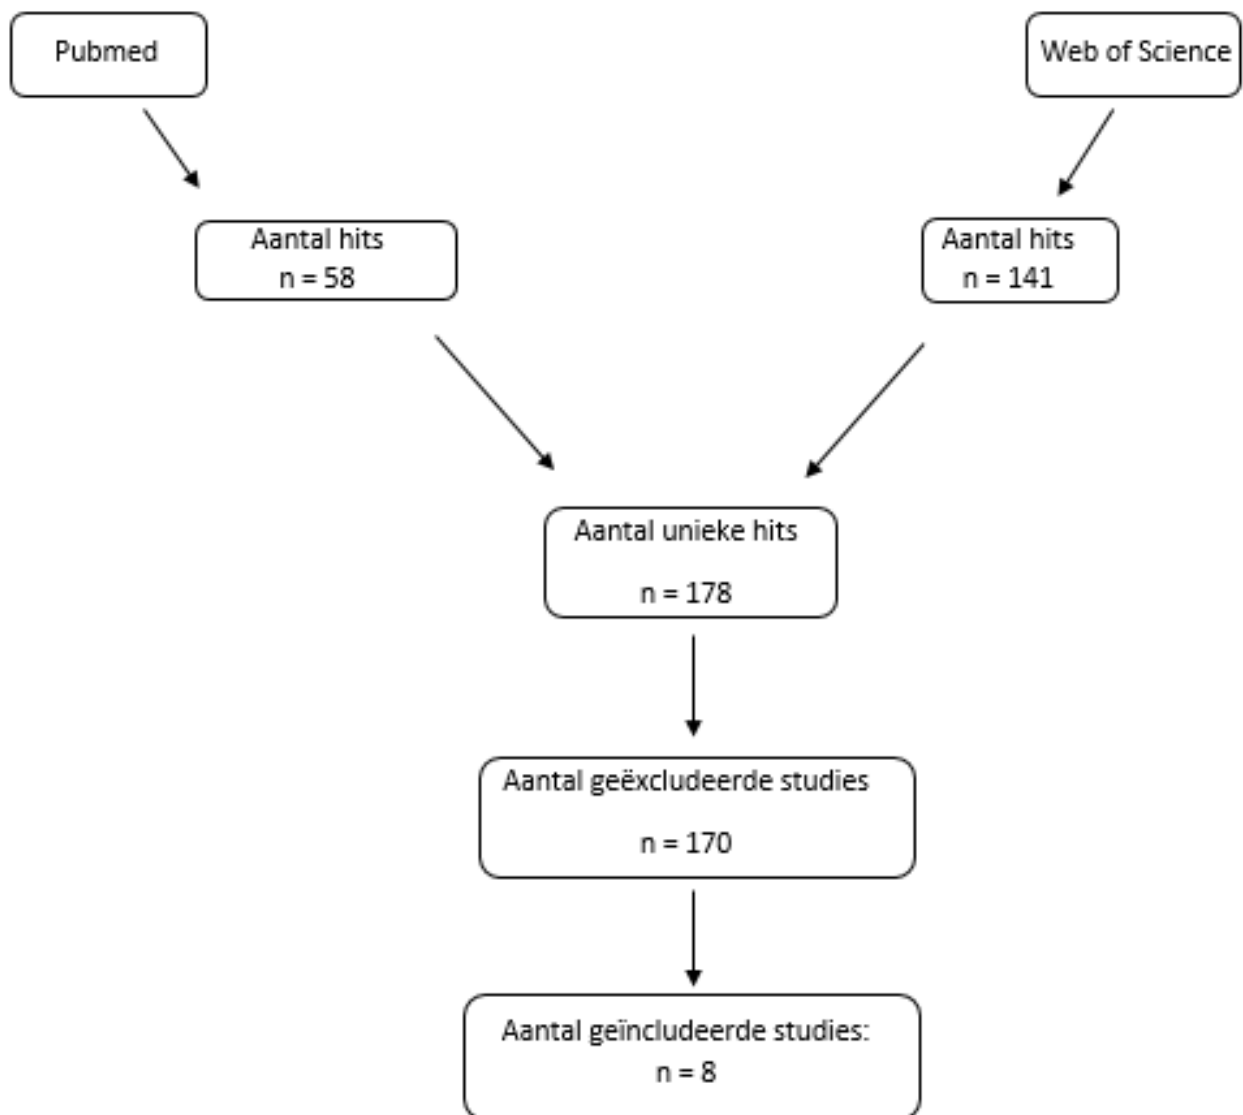 Pubmed
Web of Science
Aantal hits
n = 58
Aantal hits
n = 141
Aantal unieke hits
n = 178
Aantal geëxcludeerde studies
n = 170
Aantal geïncludeerde studies:
n = 8